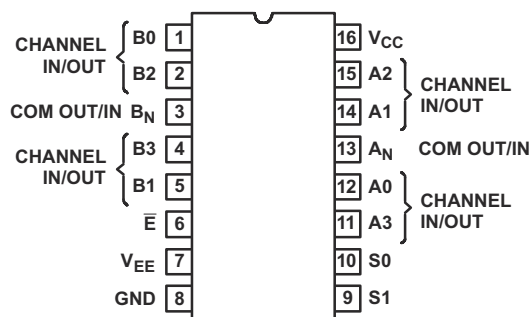 CHANNEL IN/OUT
B0 1
B2 2
COM OUT/IN BN 3
CHANNEL IN/OUT
B3 4
B1 5
E̅ 6
VEE 7
GND 8
16 VCC
15 A2
14 A1
CHANNEL IN/OUT
13 AN COM OUT/IN
12 A0
11 A3
CHANNEL IN/OUT
10 S0
9 S1